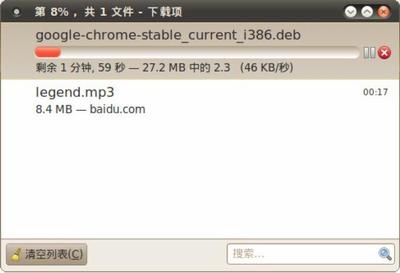 第 8% ，共 1 文件 - 下载项
google-chrome-stable_current_i386.deb
剩余 1 分钟, 59 秒 — 27.2 MB 中的 2.3 (46 KB/秒)
legend.mp3 00:17
8.4 MB — baidu.com
清空列表(C) 搜索...